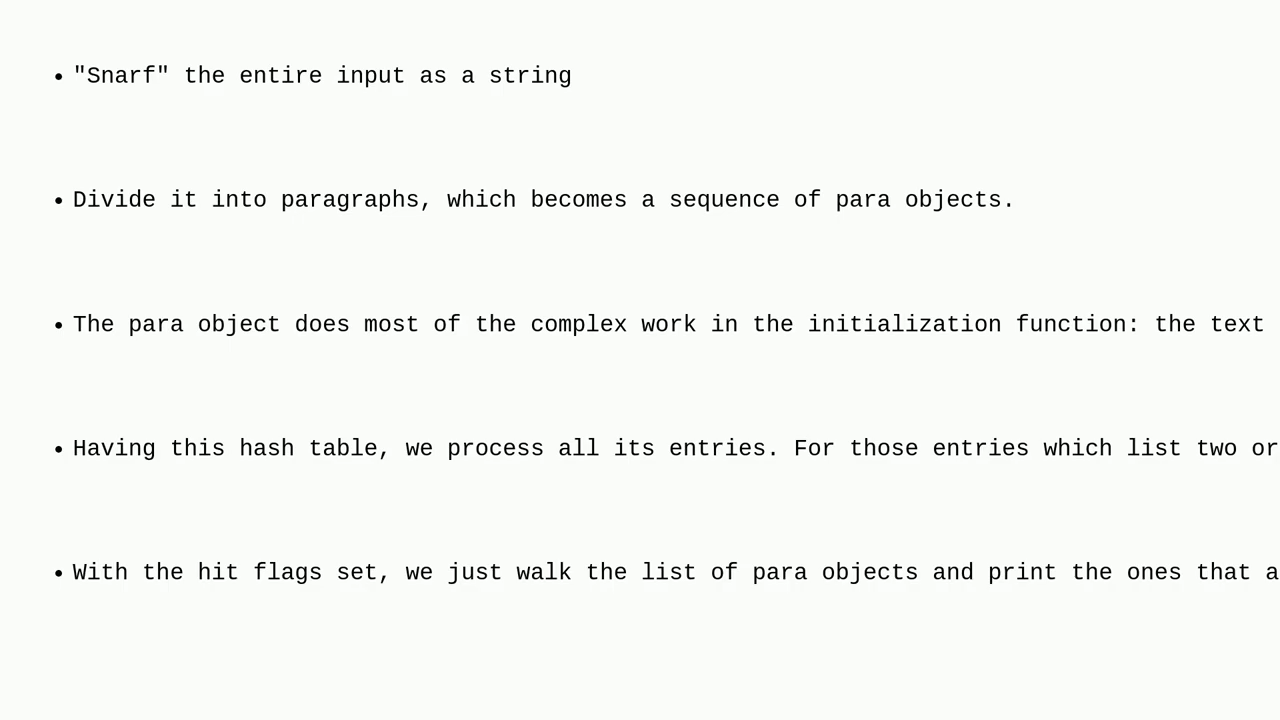 • "Snarf" the entire input as a string
• Divide it into paragraphs, which becomes a sequence of para objects.
• The para object does most of the complex work in the initialization function: the text
• Having this hash table, we process all its entries. For those entries which list two or
• With the hit flags set, we just walk the list of para objects and print the ones that a